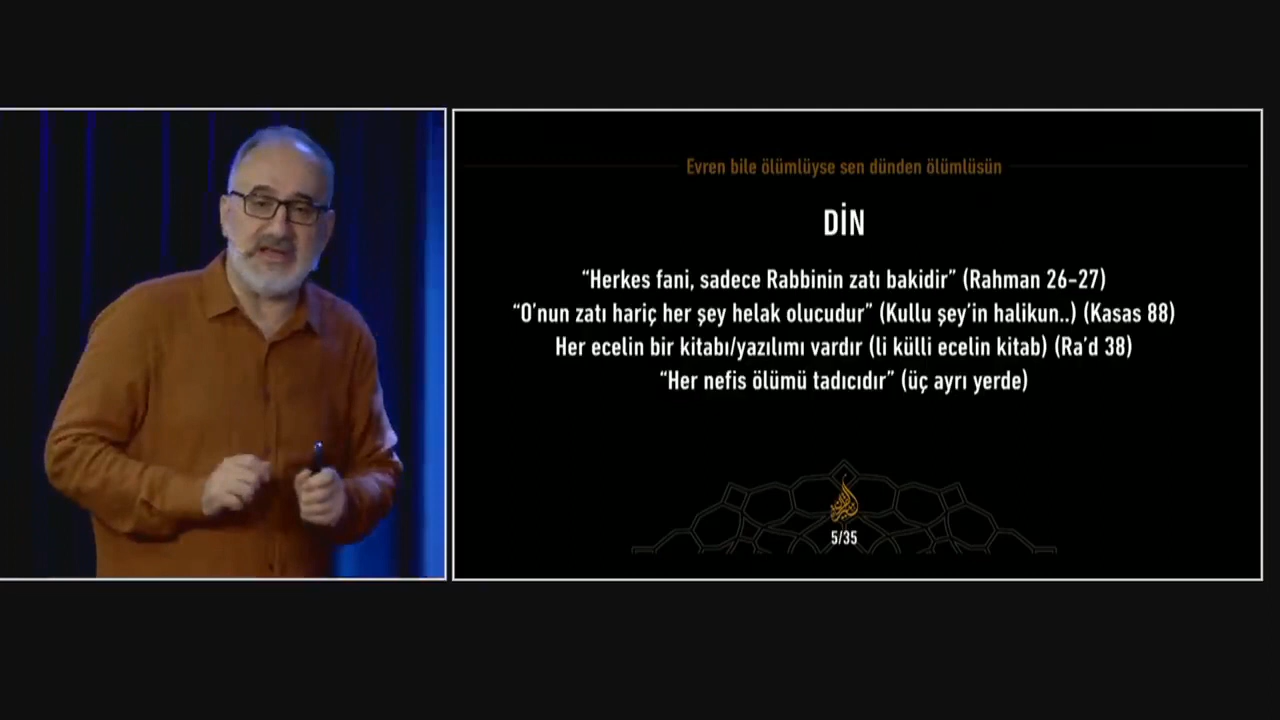 Evren bile ölümlüyse sen dünden ölümlüsün
DİN
“Herkes fani, sadece Rabbinin zatı bakidir” (Rahman 26-27)
“O’nun zatı hariç her şey helak olucudur” (Kullu şey’in halikun..) (Kasas 88)
Her ecelin bir kitabı/yazılımı vardır (li külli ecelin kitab) (Ra’d 38)
“Her nefis ölümü tadıcıdır” (üç ayrı yerde)
5/35